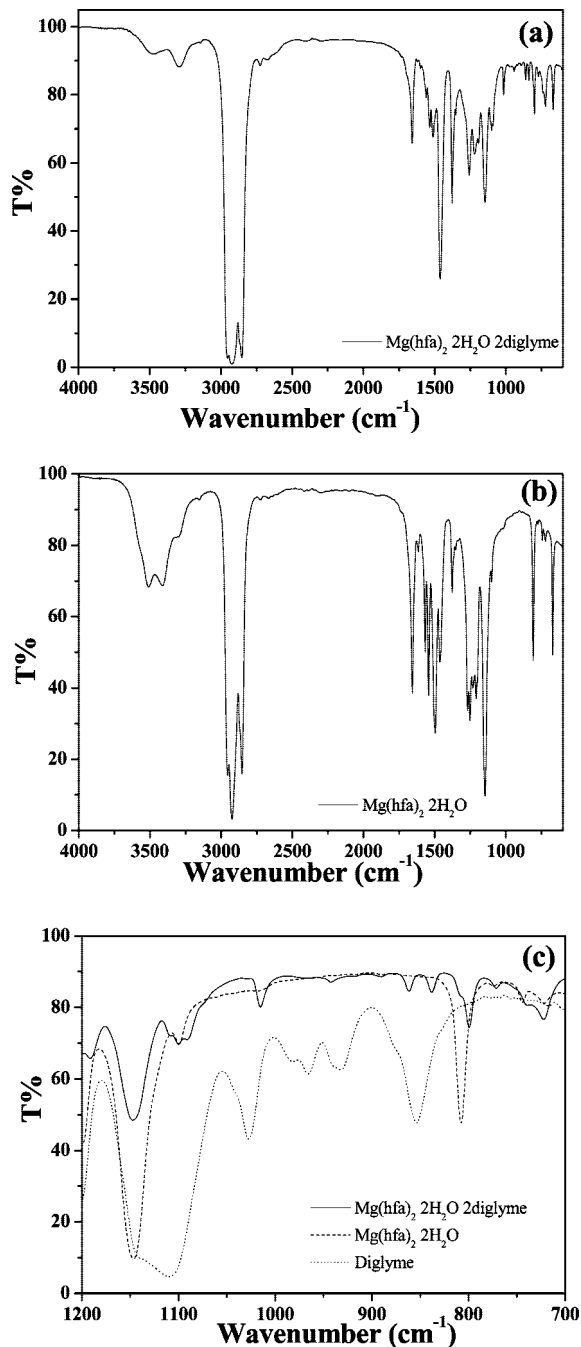 (a)
100
80
60
40
20
0
T%
Mg(hfa)₂ 2H₂O 2diglyme
4000 3500 3000 2500 2000 1500 1000
Wavenumber (cm⁻¹)
(b)
100
80
60
40
20
0
T%
Mg(hfa)₂ 2H₂O
4000 3500 3000 2500 2000 1500 1000
Wavenumber (cm⁻¹)
(c)
100
80
60
40
20
0
T%
Mg(hfa)₂ 2H₂O 2diglyme
Mg(hfa)₂ 2H₂O
Diglyme
1200 1100 1000 900 800 700
Wavenumber (cm⁻¹)